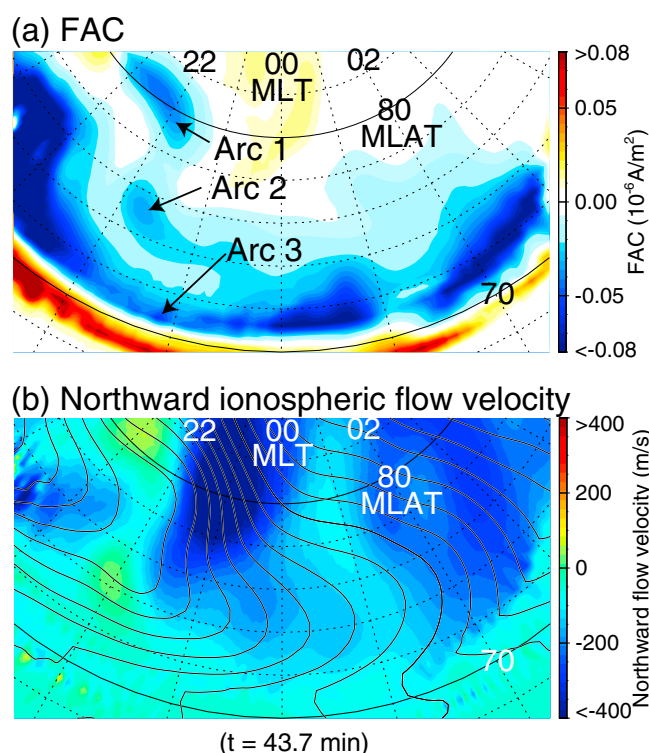 (a) FAC
22 00 02
MLT
80
MLAT
Arc 1
Arc 2
Arc 3
70
>0.08
0.05
0.00
-0.05
<-0.08
FAC (10⁻⁶A/m²)
(b) Northward ionospheric flow velocity
22 00 02
MLT
80
MLAT
70
>400
200
0
-200
<-400
Northward flow velocity (m/s)
(t = 43.7 min)